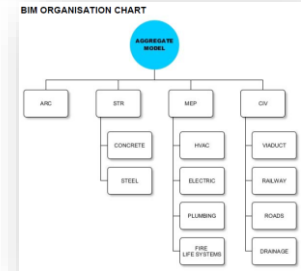 BIM ORGANISATION CHART
AGGREGATE
MODEL
ARC
STR
MEP
CIV
CONCRETE
HVAC
VIADUCT
STEEL
ELECTRIC
RAILWAY
PLUMBING
ROADS
FIRE
LIFE SYSTEMS
DRAINAGE